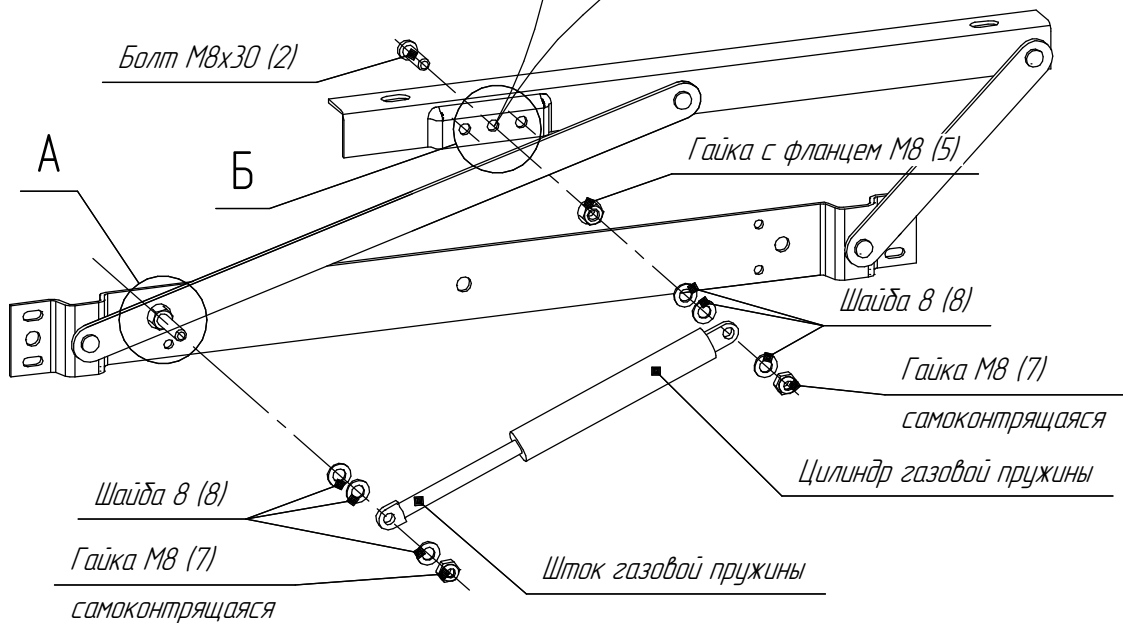 Болт М8х30 (2)
А
Б
Гайка с фланцем М8 (5)
Шайба 8 (8)
Гайка М8 (7)
самоконтрящаяся
Цилиндр газовой пружины
Шайба 8 (8)
Гайка М8 (7)
самоконтрящаяся
Шток газовой пружины